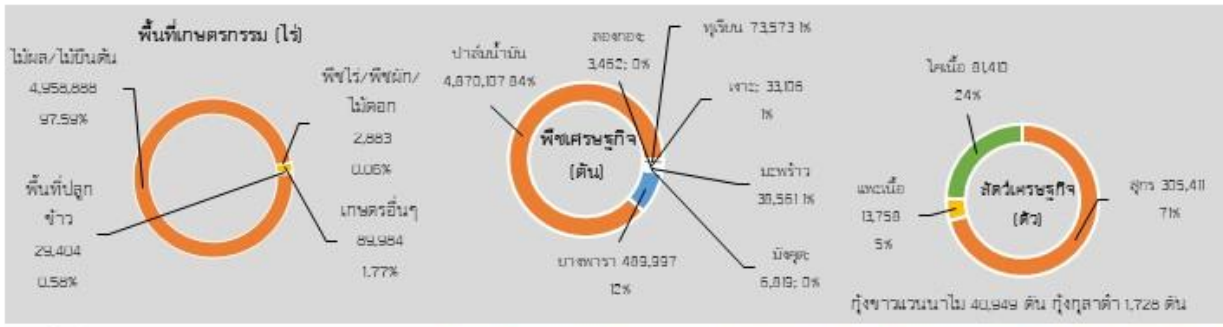 พื้นที่เกษตรกรรม (ไร่)
ไม้ผล/ไม้ยืนต้น
4,958,888
97.59%
พืชไร่/พืชผัก/
ไม้ดอก
2,883
0.06%
พื้นที่ปลูก
ข้าว
29,404
0.58%
เกษตรอื่นๆ
89,984
1.77%
พืชเศรษฐกิจ
(ตัน)
ปาล์มน้ำมัน
4,870,107 84%
ลองกอง;
3,462; 0%
ทุเรียน 73,573 1%
เงาะ; 33,106
1%
มะพร้าว
38,561 1%
มังคุด;
6,819; 0%
ยางพารา 489,997
12%
สัตว์เศรษฐกิจ
(ตัว)
โคเนื้อ 81,410
24%
แพะเนื้อ
13,758
5%
สุกร 305,411
71%
กุ้งขาวแวนนาไม 40,949 ตัน กุ้งกุลาดำ 1,728 ตัน